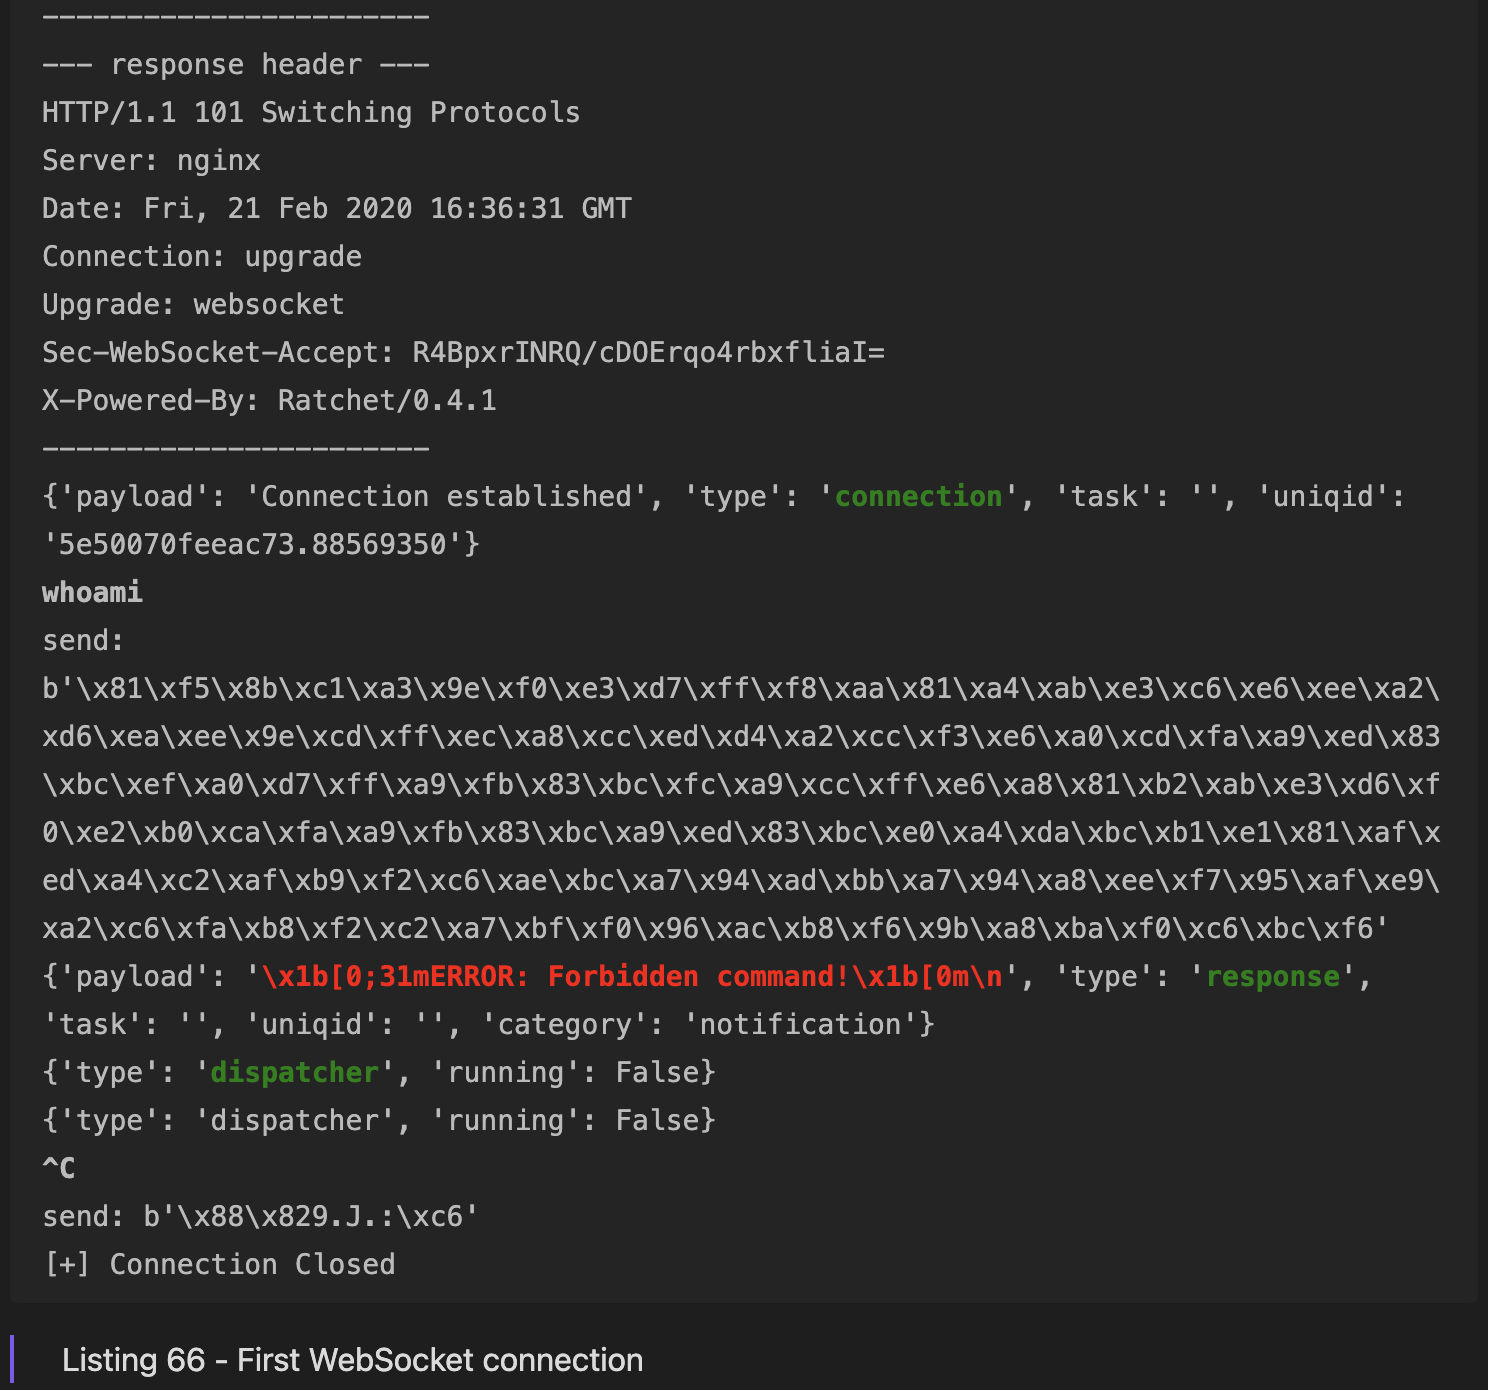 -----------------------
--- response header ---
HTTP/1.1 101 Switching Protocols
Server: nginx
Date: Fri, 21 Feb 2020 16:36:31 GMT
Connection: upgrade
Upgrade: websocket
Sec-WebSocket-Accept: R4BpxrINRQ/cDOErqo4rbxfliaI=
X-Powered-By: Ratchet/0.4.1
-----------------------
{'payload': 'Connection established', 'type': 'connection', 'task': '', 'uniqid':
'5e50070feeac73.88569350'}
whoami
send:
b'\x81\xf5\x8b\xc1\xa3\x9e\xf0\xe3\xd7\xff\xf8\xaa\x81\xa4\xab\xe3\xc6\xe6\xee\xa2\
xd6\xea\xee\x9e\xcd\xff\xec\xa8\xcc\xed\xd4\xa2\xcc\xf3\xe6\xa0\xcd\xfa\xa9\xed\x83
\xbc\xef\xa0\xd7\xff\xa9\xfb\x83\xbc\xfc\xa9\xcc\xff\xe6\xa8\x81\xb2\xab\xe3\xd6\xf
0\xe2\xb0\xca\xfa\xa9\xfb\x83\xbc\xa9\xed\x83\xbc\xe0\xa4\xda\xbc\xb1\xe1\x81\xaf\x
ed\xa4\xc2\xaf\xb9\xf2\xc6\xae\xbc\xa7\x94\xad\xbb\xa7\x94\xa8\xee\xf7\x95\xaf\xe9\
xa2\xc6\xfa\xb8\xf2\xc2\xa7\xbf\xf0\x96\xac\xb8\xf6\x9b\xa8\xba\xf0\xc6\xbc\xf6'
{'payload': '\x1b[0;31mERROR: Forbidden command!\x1b[0m\n', 'type': 'response',
'task': '', 'uniqid': '', 'category': 'notification'}
{'type': 'dispatcher', 'running': False}
{'type': 'dispatcher', 'running': False}
^C
send: b'\x88\x829.J.:\xc6'
[+] Connection Closed
Listing 66 - First WebSocket connection